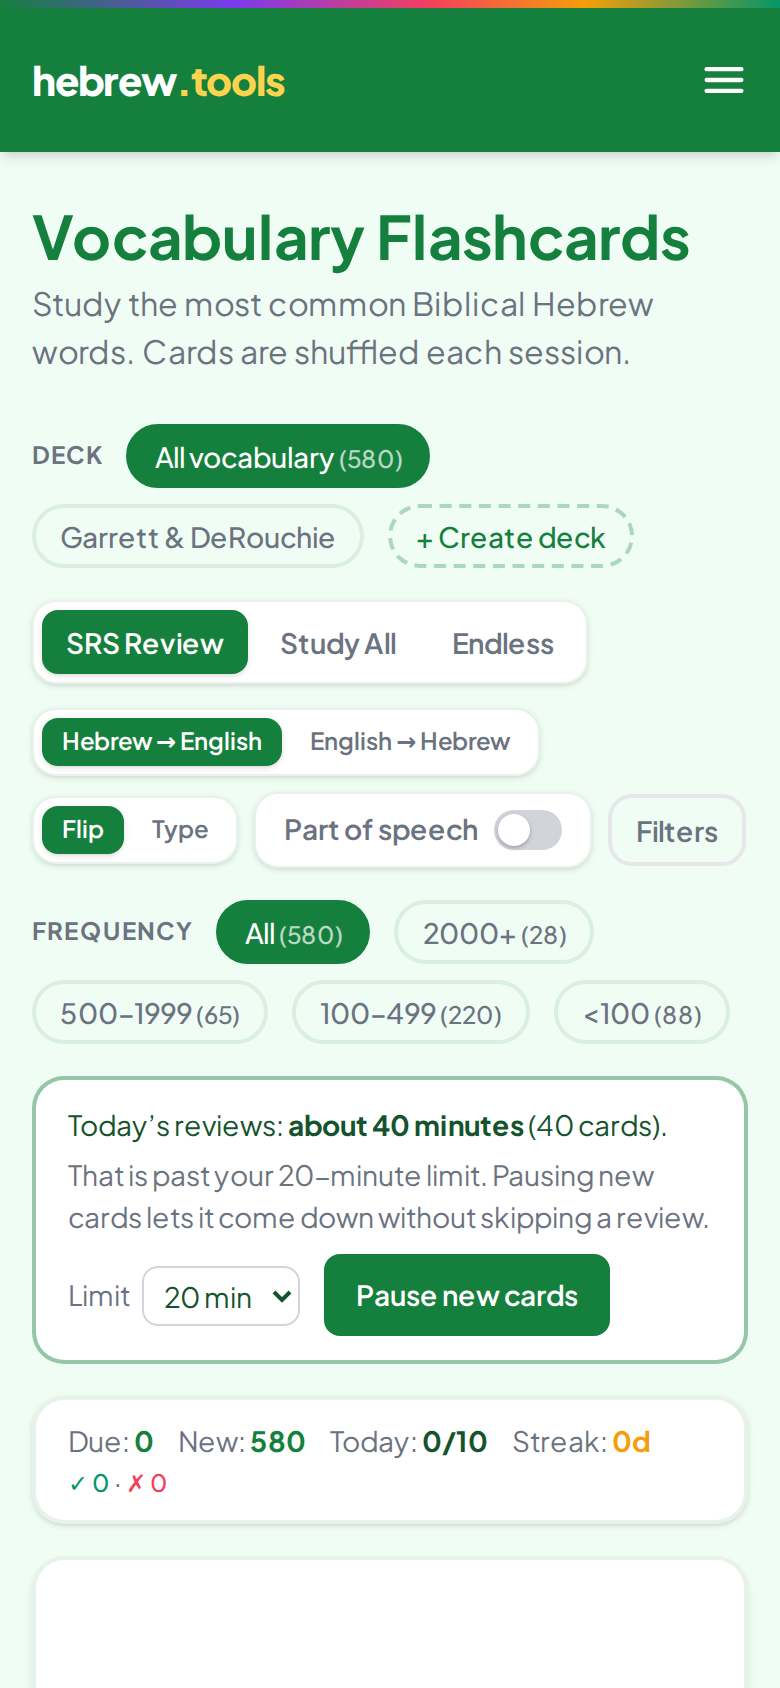 hebrew.tools
Vocabulary Flashcards
Study the most common Biblical Hebrew
words. Cards are shuffled each session.
DECK All vocabulary (580)
Garrett & DeRouchie + Create deck
SRS Review Study All Endless
Hebrew → English English → Hebrew
Flip Type Part of speech Filters
FREQUENCY All (580) 2000+ (28)
500–1999 (65) 100–499 (220) <100 (88)
Today’s reviews: about 40 minutes (40 cards).
That is past your 20-minute limit. Pausing new
cards lets it come down without skipping a review.
Limit 20 min Pause new cards
Due: 0 New: 580 Today: 0/10 Streak: 0d
✓ 0 · ✗ 0